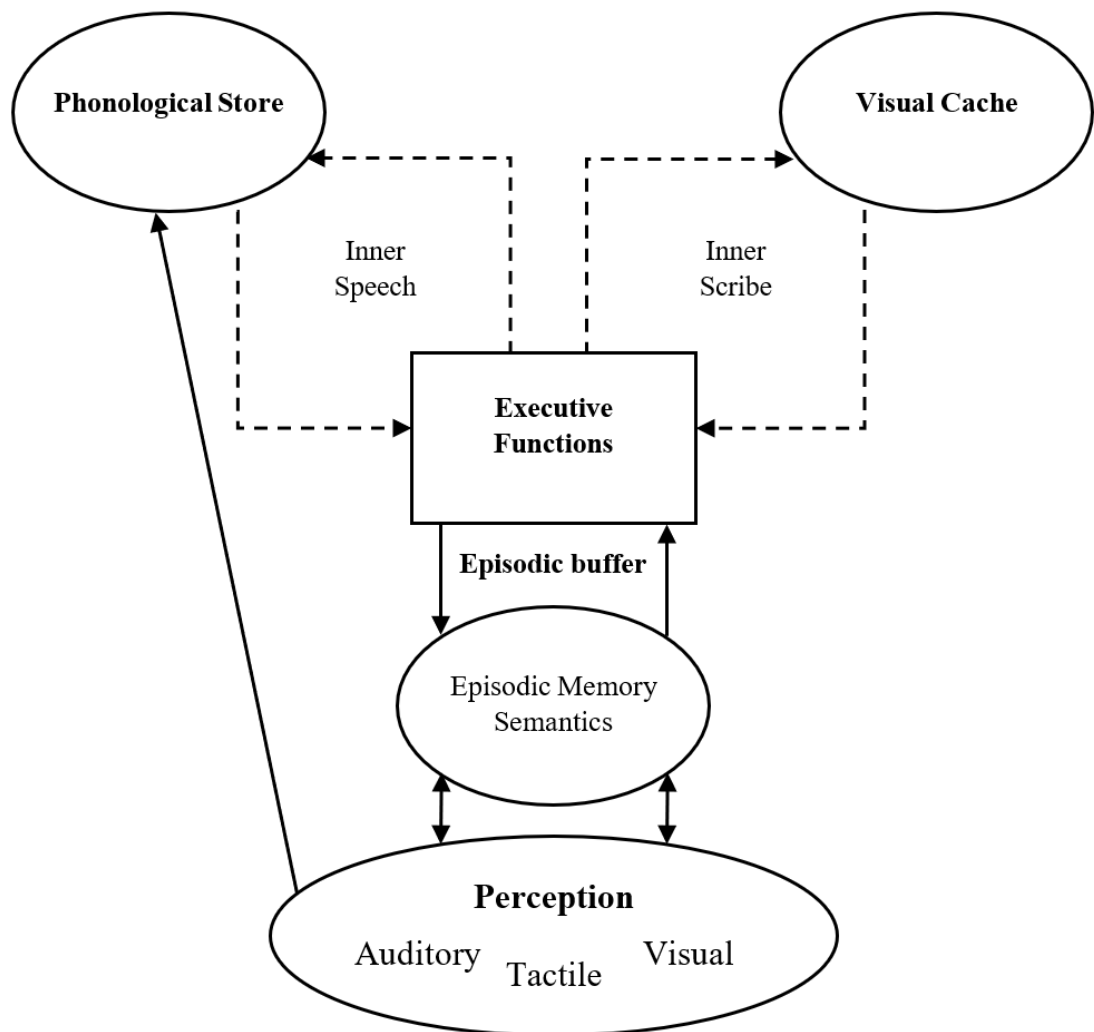 Phonological Store
Visual Cache
Inner
Speech
Inner
Scribe
Executive
Functions
Episodic buffer
Episodic Memory
Semantics
Perception
Auditory
Tactile
Visual